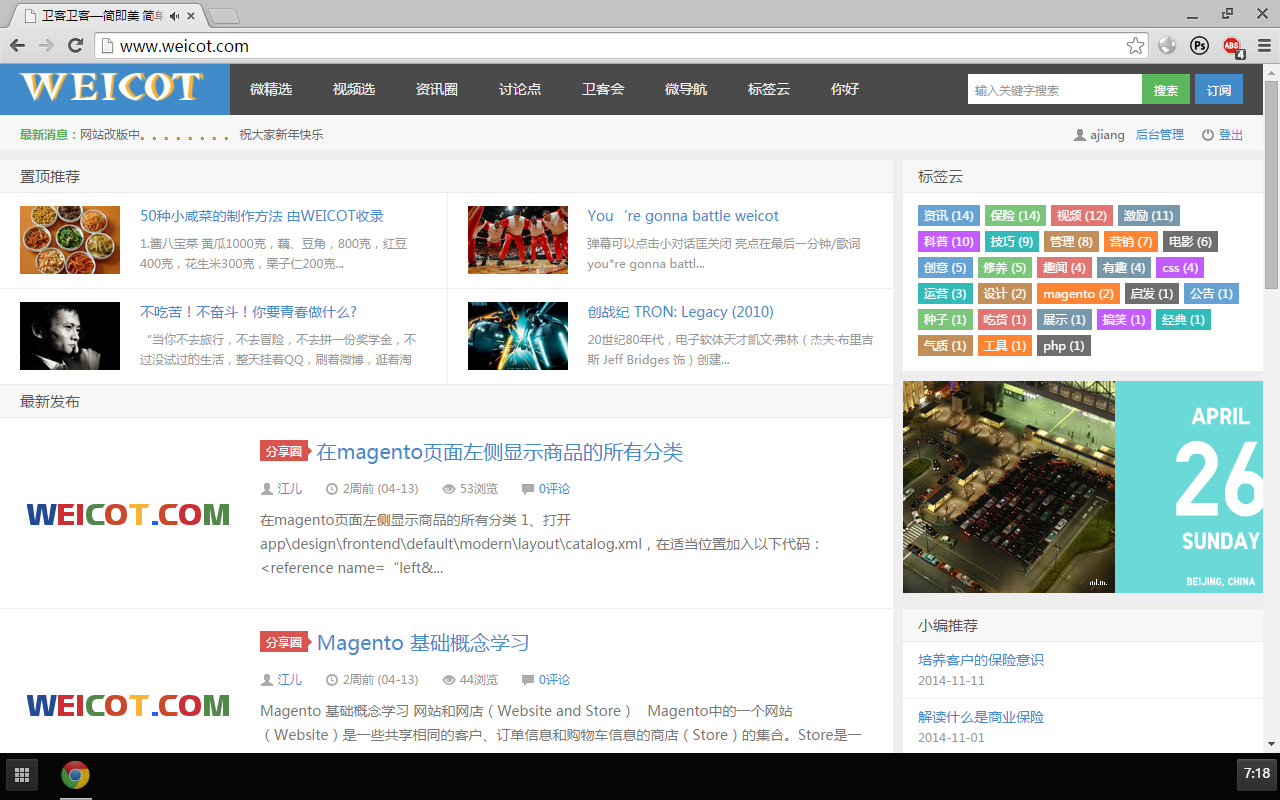 卫客卫客—简即美 简单
www.weicot.com
Ps
ABS
4
WEICOT
微精选 视频选 资讯圈 讨论点 卫客会 微导航 标签云 你好
输入关键字搜索 搜索 订阅
最新消息：网站改版中。。。。。。。。 祝大家新年快乐
ajiang 后台管理 登出
置顶推荐
50种小咸菜的制作方法 由WEICOT收录
1.酱八宝菜 黄瓜1000克，藕、豆角，800克，红豆
400克，花生米300克，栗子仁200克...
You‘re gonna battle weicot
弹幕可以点击小对话匡关闭 亮点在最后一分钟/歌词
you*re gonna battl...
不吃苦！不奋斗！你要青春做什么?
“当你不去旅行，不去冒险，不去拼一份奖学金，不
过没试过的生活，整天挂着QQ，刷着微博，逛着淘
创战纪 TRON: Legacy (2010)
20世纪80年代，电子软体天才凯文·弗林（杰夫·布里吉
斯 Jeff Bridges 饰）创建...
最新发布
分享圈 在magento页面左侧显示商品的所有分类
江儿 2周前 (04-13) 53浏览 0评论
WEICOT.COM
在magento页面左侧显示商品的所有分类 1、打开
app\design\frontend\default\modern\layout\catalog.xml，在适当位置加入以下代码：
<reference name=“left&...
分享圈 Magento 基础概念学习
江儿 2周前 (04-13) 44浏览 0评论
WEICOT.COM
Magento 基础概念学习 网站和网店（Website and Store） Magento中的一个网站
（Website）是一些共享相同的客户、订单信息和购物车信息的商店（Store）的集合。Store是一
标签云
资讯 (14) 保险 (14) 视频 (12) 激励 (11)
科普 (10) 技巧 (9) 管理 (8) 营销 (7) 电影 (6)
创意 (5) 修养 (5) 趣闻 (4) 有趣 (4) css (4)
运营 (3) 设计 (2) magento (2) 启发 (1) 公告 (1)
种子 (1) 吃货 (1) 展示 (1) 搞笑 (1) 经典 (1)
气质 (1) 工具 (1) php (1)
APRIL
26
SUNDAY
BEIJING, CHINA
小编推荐
培养客户的保险意识
2014-11-11
解读什么是商业保险
2014-11-01
7:18